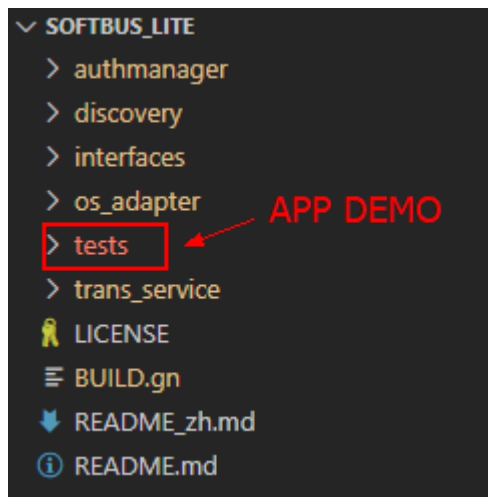 SOFTBUS_LITE
authmanager
discovery
interfaces
os_adapter
APP DEMO
tests
trans_service
LICENSE
BUILD.gn
README_zh.md
README.md